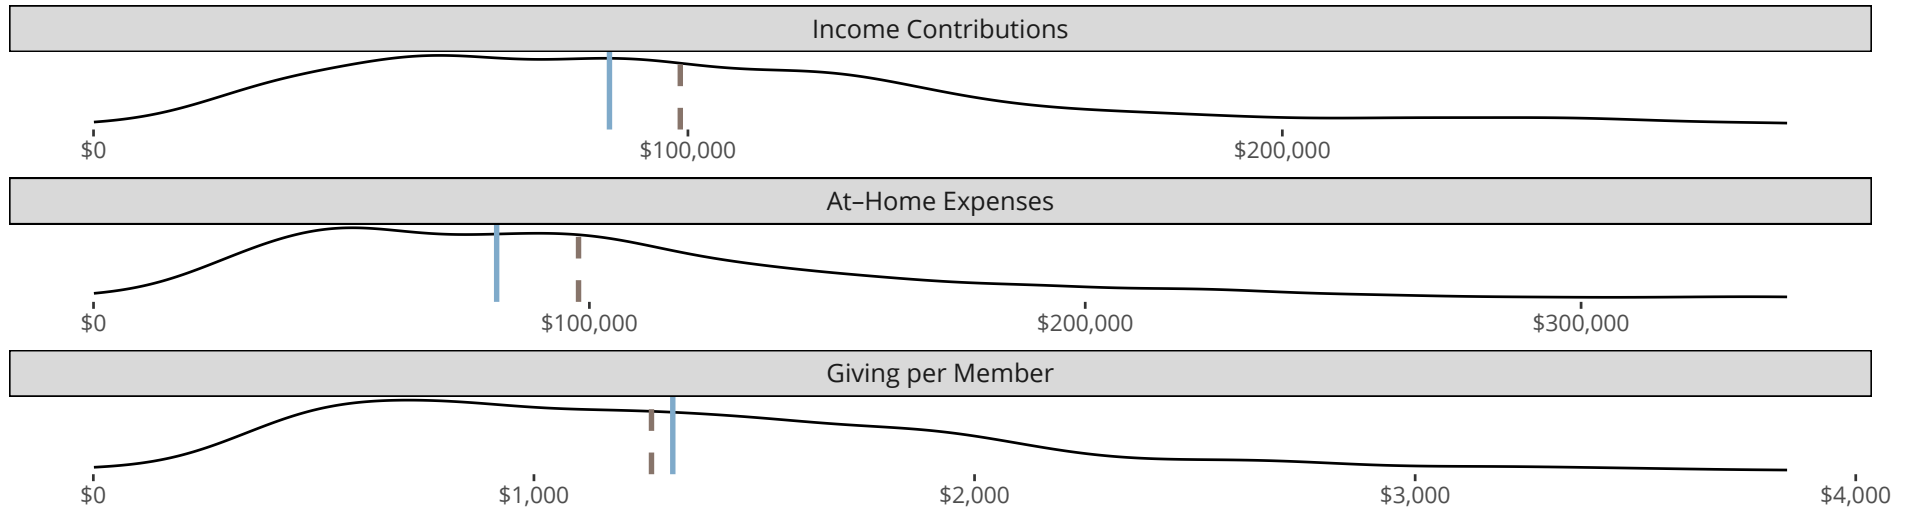 Income Contributions
$0 $100,000 $200,000
At–Home Expenses
$0 $100,000 $200,000 $300,000
Giving per Member
$0 $1,000 $2,000 $3,000 $4,000